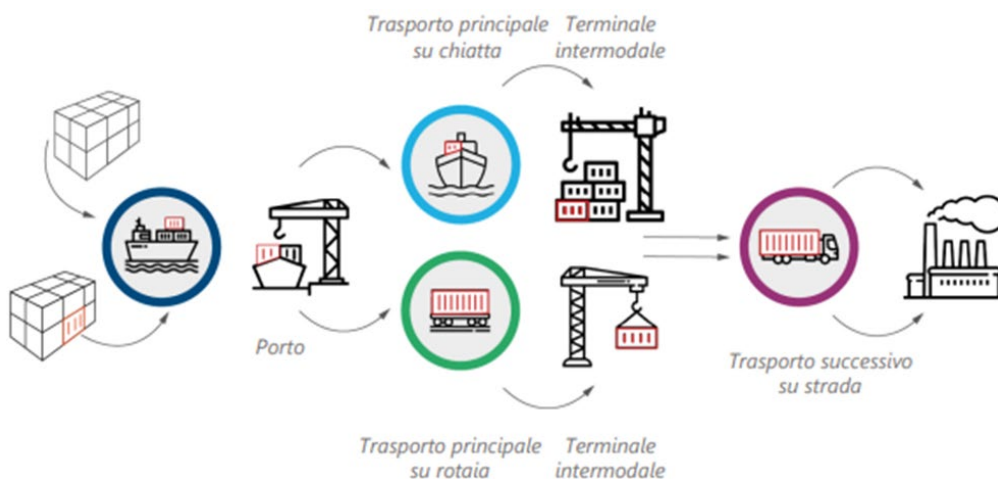 Trasporto principale
su chiatta
Terminale
intermodale
Porto
Trasporto successivo
su strada
Trasporto principale
su rotaia
Terminale
intermodale